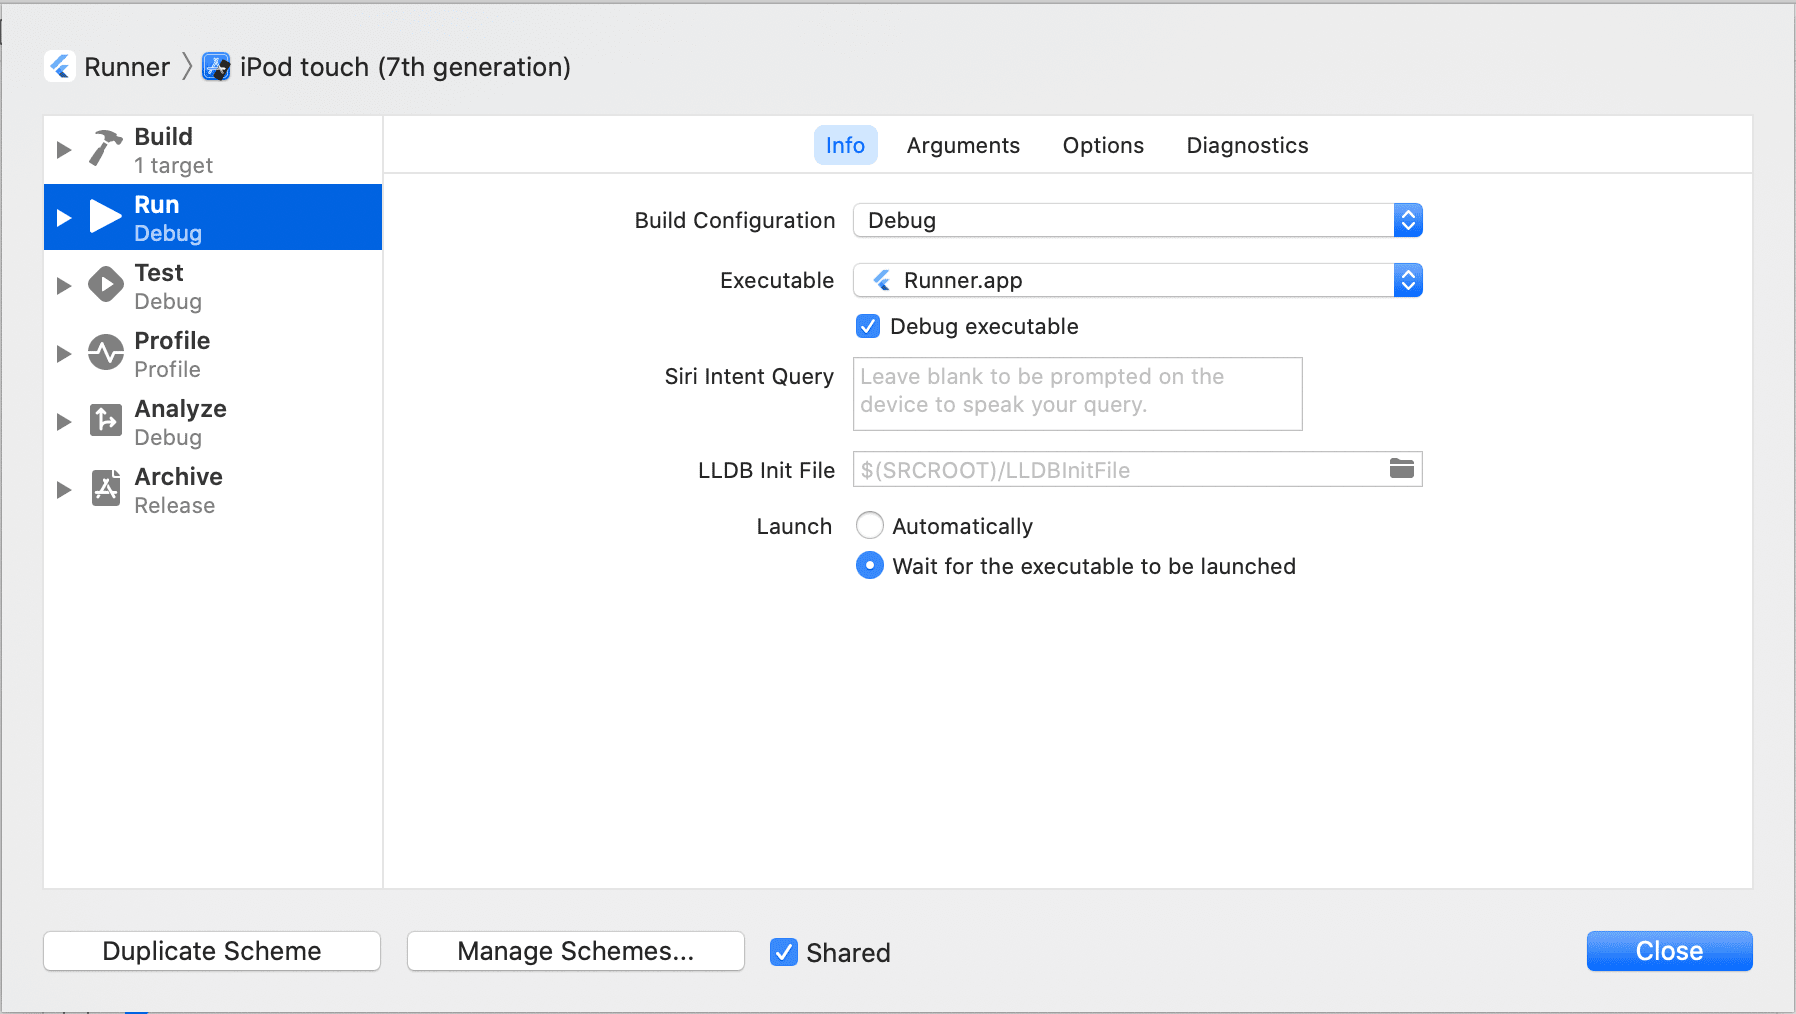 Runner 〉 iPod touch (7th generation)
Build
1 target
Run
Debug
Test
Debug
Profile
Profile
Analyze
Debug
Archive
Release
Info Arguments Options Diagnostics
Build Configuration Debug
Executable Runner.app
Debug executable
Siri Intent Query Leave blank to be prompted on the
device to speak your query.
LLDB Init File $(SRCROOT)/LLDBInitFile
Launch Automatically
Wait for the executable to be launched
Duplicate Scheme Manage Schemes... Shared Close